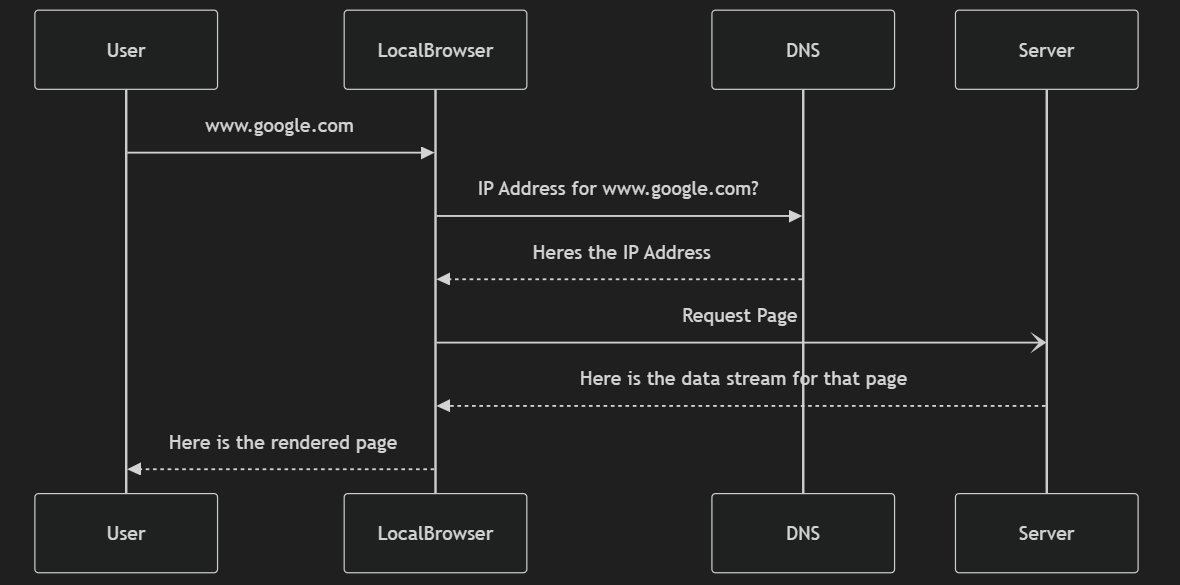 User
LocalBrowser
DNS
Server
www.google.com
IP Address for www.google.com?
Heres the IP Address
Request Page
Here is the data stream for that page
Here is the rendered page
User
LocalBrowser
DNS
Server